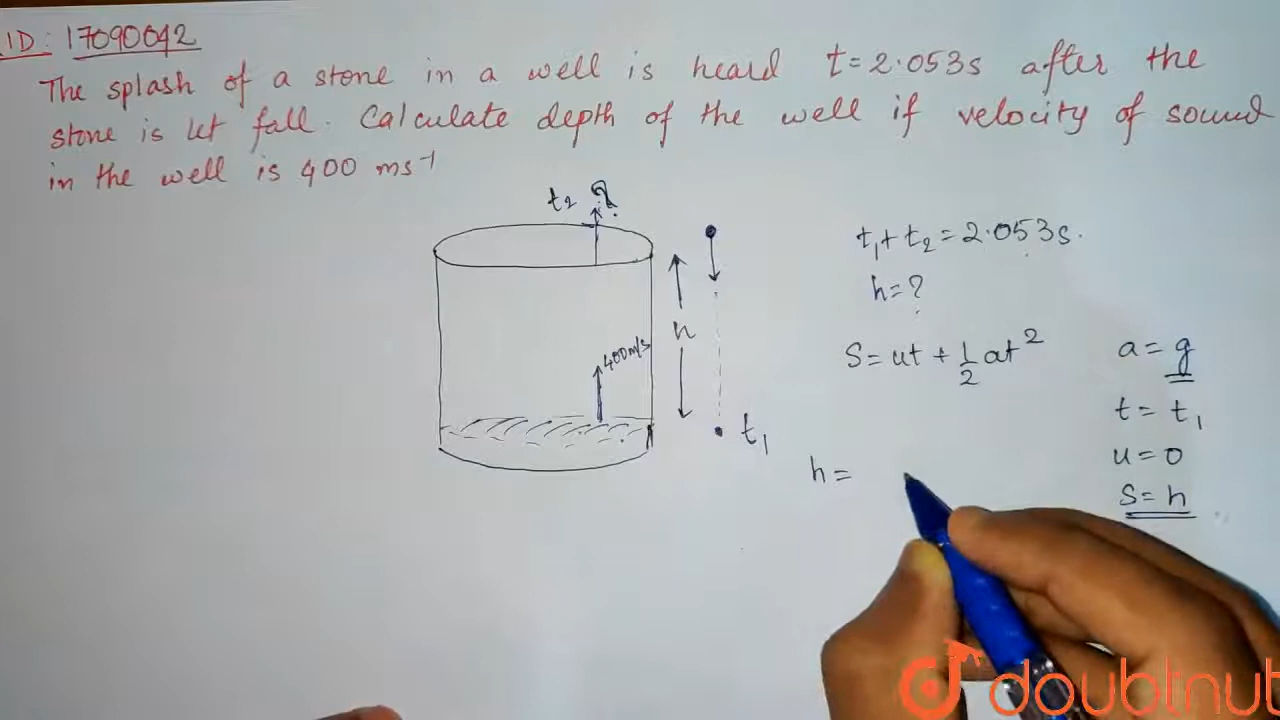 ID: 17090042
The splash of a stone in a well is heard t=2.053s after the
stone is let fall. Calculate depth of the well if velocity of sound
in the well is 400 ms⁻¹
t₂
t₁+t₂=2.053s.
h=?
h
400m/s
S=ut+½at²
a=g
t=t₁
t₁
u=0
h=
S=h
doubtnut